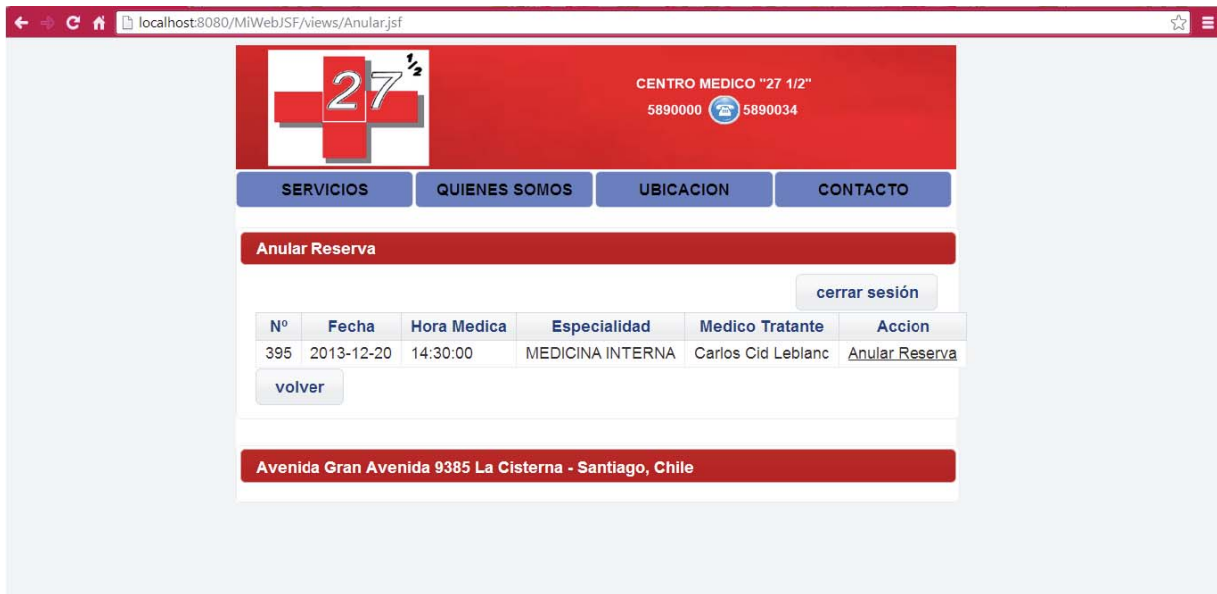 localhost:8080/MiWebJSF/views/Anular.jsf
27 1/2
CENTRO MEDICO "27 1/2"
5890000 5890034
SERVICIOS QUIENES SOMOS UBICACION CONTACTO
Anular Reserva
cerrar sesión
Nº Fecha Hora Medica Especialidad Medico Tratante Accion
395 2013-12-20 14:30:00 MEDICINA INTERNA Carlos Cid Leblanc Anular Reserva
volver
Avenida Gran Avenida 9385 La Cisterna - Santiago, Chile